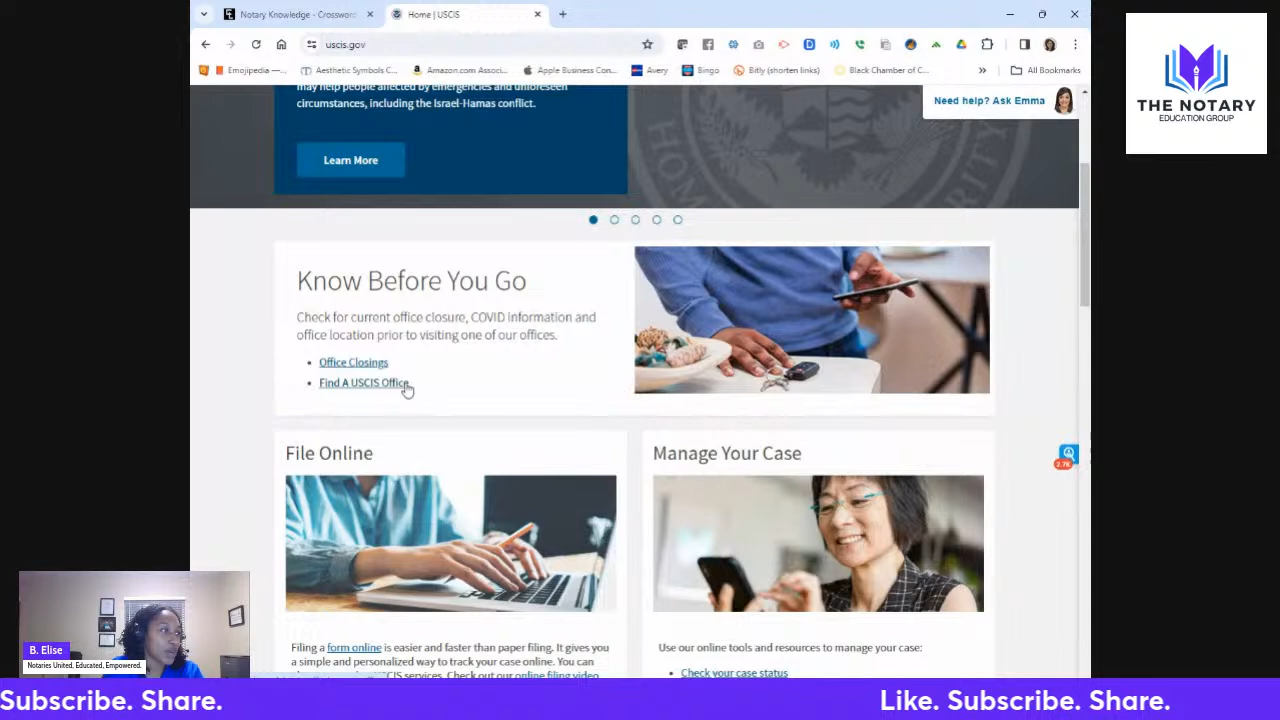 Notary Knowledge - Crossword
Home | USCIS
uscis.gov
Emojipedia —...
Aesthetic Symbols C...
Amazon.com Associ...
Apple Business Con...
Avery
Bingo
Bitly (shorten links)
Black Chamber of C...
All Bookmarks
may help people affected by emergencies and unforeseen
circumstances, including the Israel-Hamas conflict.
Need help? Ask Emma
Learn More
THE NOTARY
EDUCATION GROUP
Know Before You Go
Check for current office closure, COVID information and
office location prior to visiting one of our offices.
Office Closings
Find A USCIS Office
File Online
Manage Your Case
2.7K
Filing a form online is easier and faster than paper filing. It gives you
a simple and personalized way to track your case online. You can
CIS services. Check out our online filing video
Use our online tools and resources to manage your case:
Check your case status
B. Elise
Notaries United, Educated, Empowered.
Subscribe. Share.
Like. Subscribe. Share.